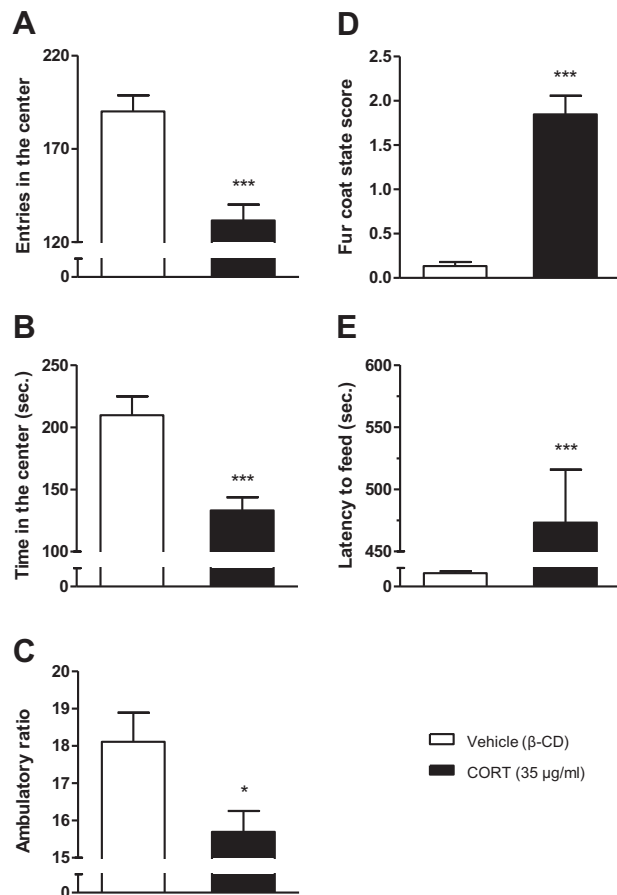 A
Entries in the center
220
170
120
0
***
B
Time in the center (sec.)
250
200
150
100
0
***
C
Ambulatory ratio
19
20
18
17
16
15
0
*
D
Fur coat state score
2.5
2.0
1.5
1.0
0.5
0.0
***
E
Latency to feed (sec.)
600
550
500
450
0
***
Vehicle (β-CD)
CORT (35 μg/ml)